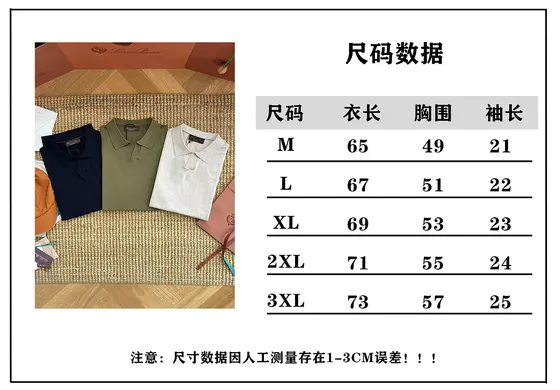 尺码数据
尺码 衣长 胸围 袖长
M 65 49 21
L 67 51 22
XL 69 53 23
2XL 71 55 24
3XL 73 57 25
注意：尺寸数据因人工测量存在1-3CM误差！！！